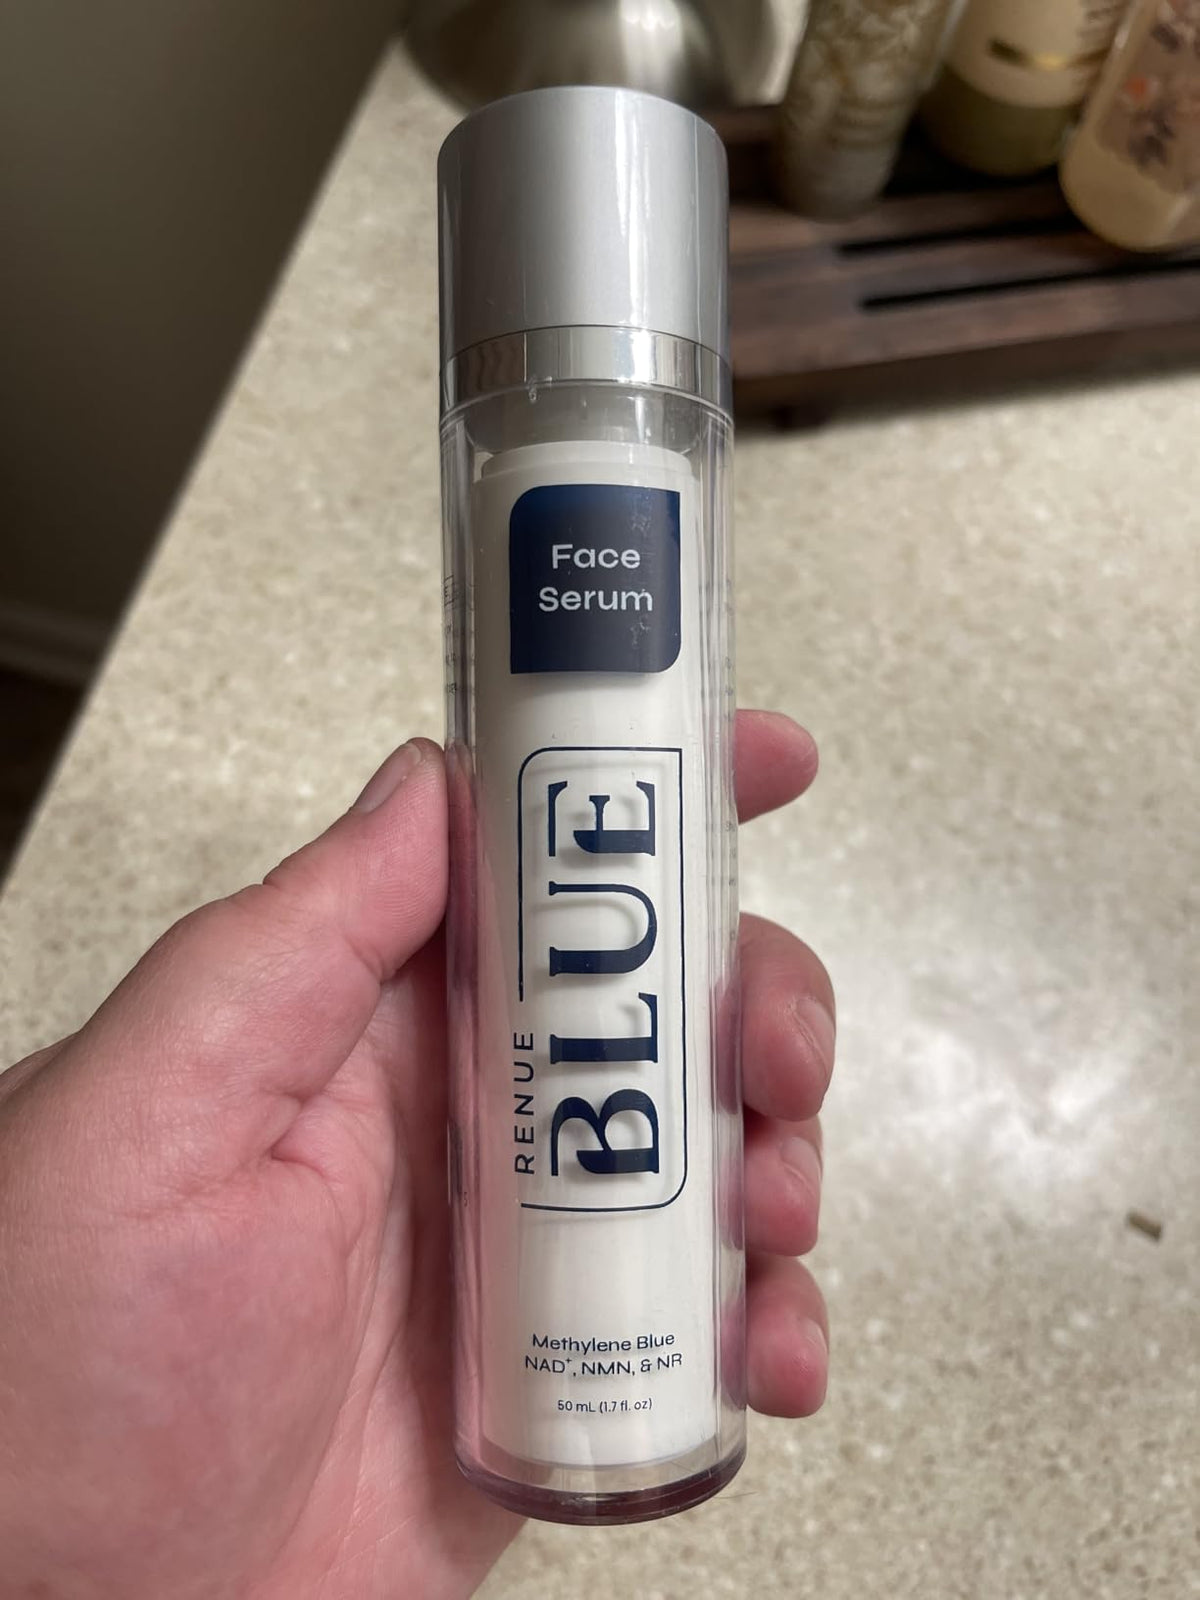 Face
Serum
RENUE
BLUE
Methylene Blue
NAD⁺, NMN, & NR
50 mL (1.7 fl. oz)